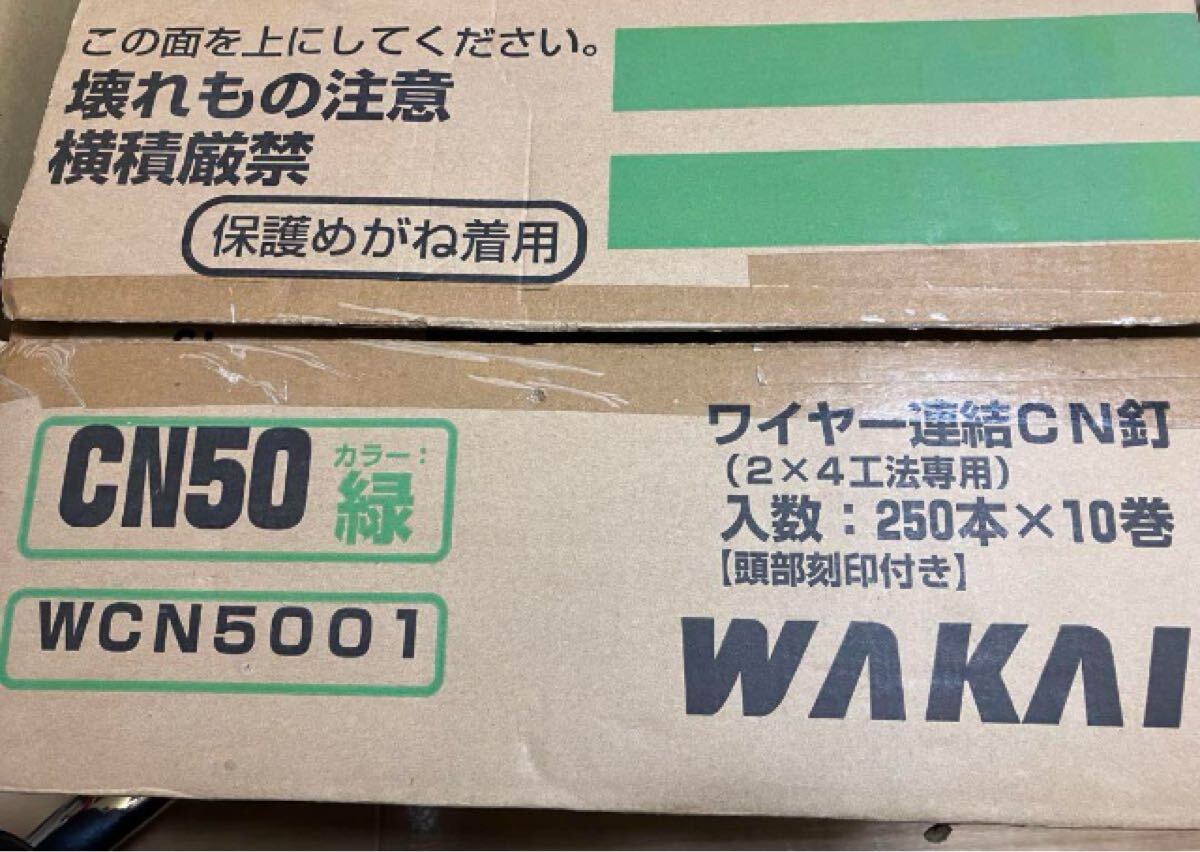 この面を上にしてください。
壊れもの注意
横積厳禁
保護めがね着用
CN50 カラー：緑
WCN5001
ワイヤー連結CN釘
（2×4工法専用）
入数：250本×10巻
【頭部刻印付き】
WAKAI